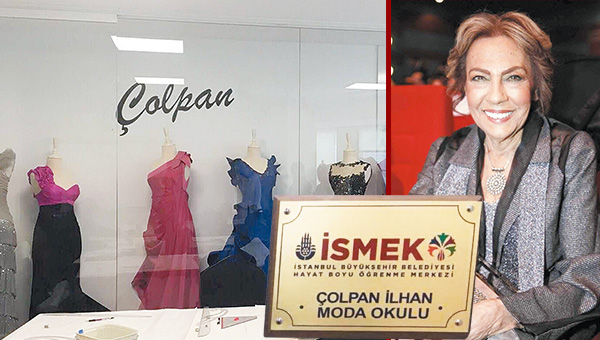 Çolpan
İSMEK
İSTANBUL BÜYÜKŞEHİR BELEDİYESİ
HAYAT BOYU ÖĞRENME MERKEZİ
ÇOLPAN İLHAN
MODA OKULU